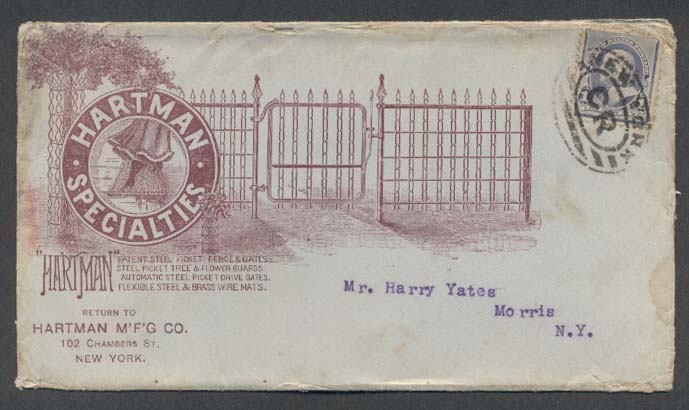 HARTMAN
SPECIALTIES
"HARTMAN"
PATENT STEEL PICKET FENCE & GATES.
STEEL PICKET TREE & FLOWER GUARDS.
AUTOMATIC STEEL PICKET DRIVE GATES.
FLEXIBLE STEEL & BRASS WIRE MATS.
RETURN TO
HARTMAN M'F'G CO.
102 CHAMBERS ST,
NEW YORK.
Mr. Harry Yates
Morris
N.Y.
CR